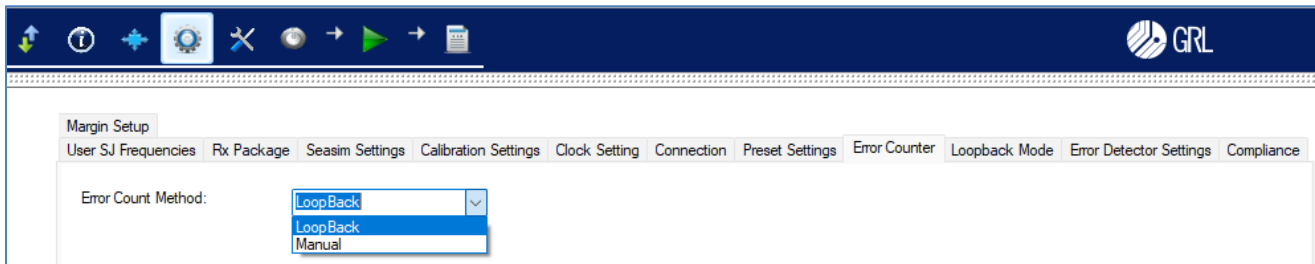 GRL
Margin Setup
User SJ Frequencies Rx Package Seasim Settings Calibration Settings Clock Setting Connection Preset Settings Error Counter Loopback Mode Error Detector Settings Compliance
Error Count Method: LoopBack
LoopBack
Manual